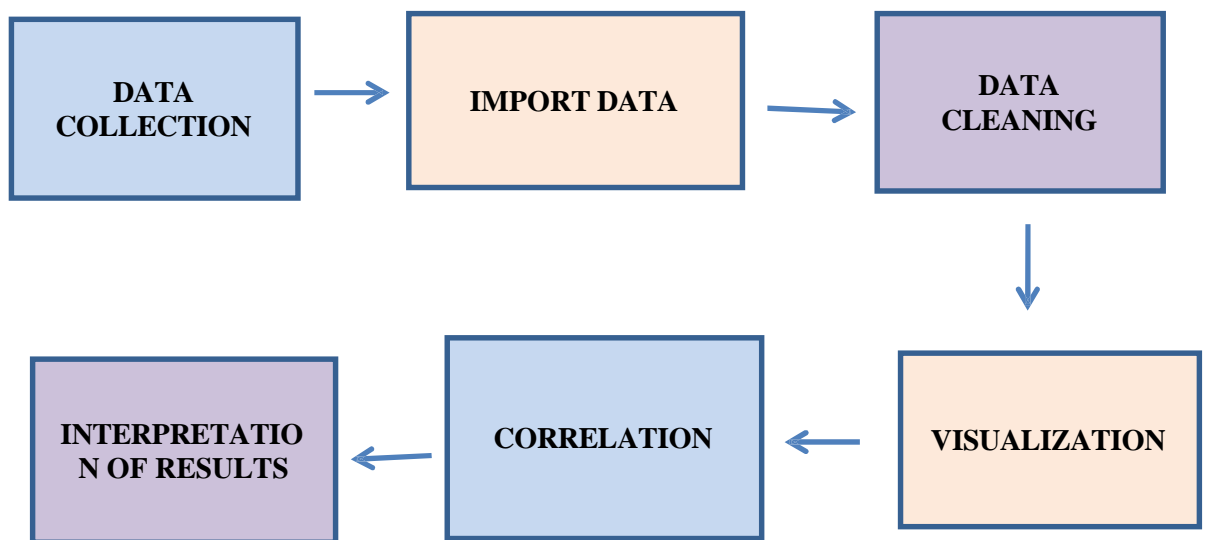 DATA
COLLECTION
IMPORT DATA
DATA
CLEANING
VISUALIZATION
CORRELATION
INTERPRETATIO
N OF RESULTS